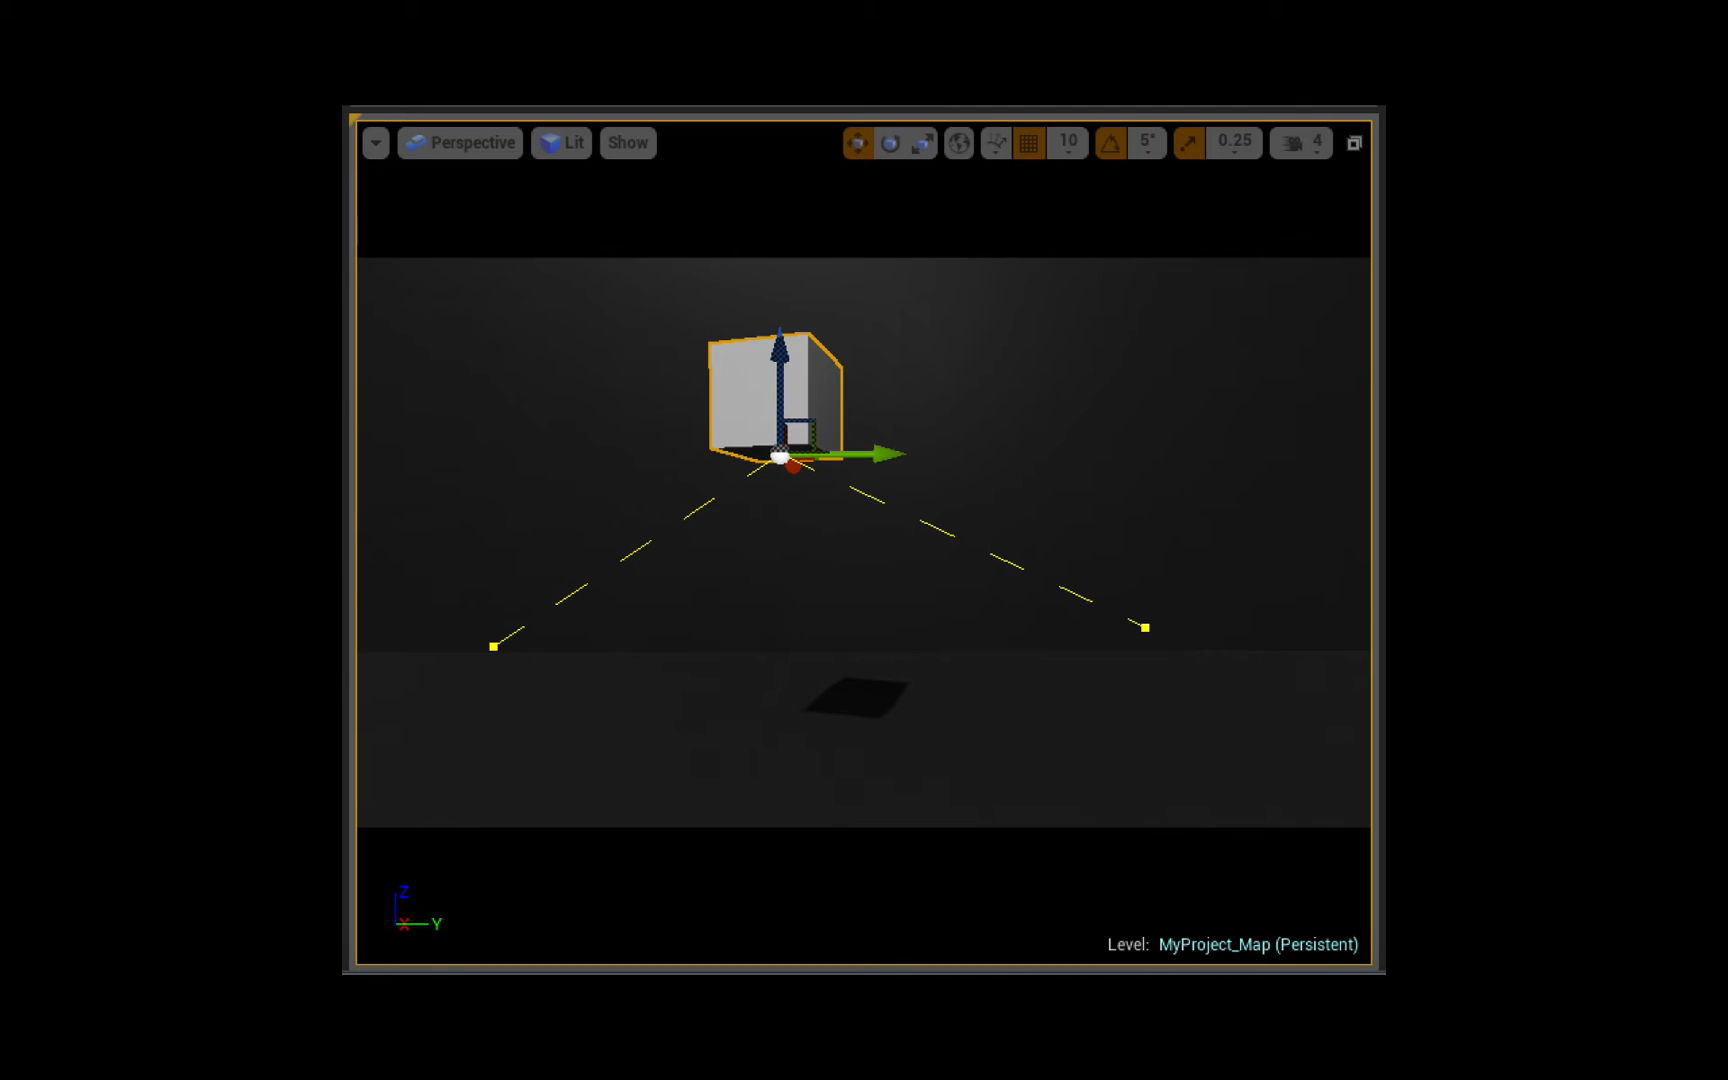 Perspective Lit Show 10 5° 0.25 4
Z
X Y
Level: MyProject_Map (Persistent)